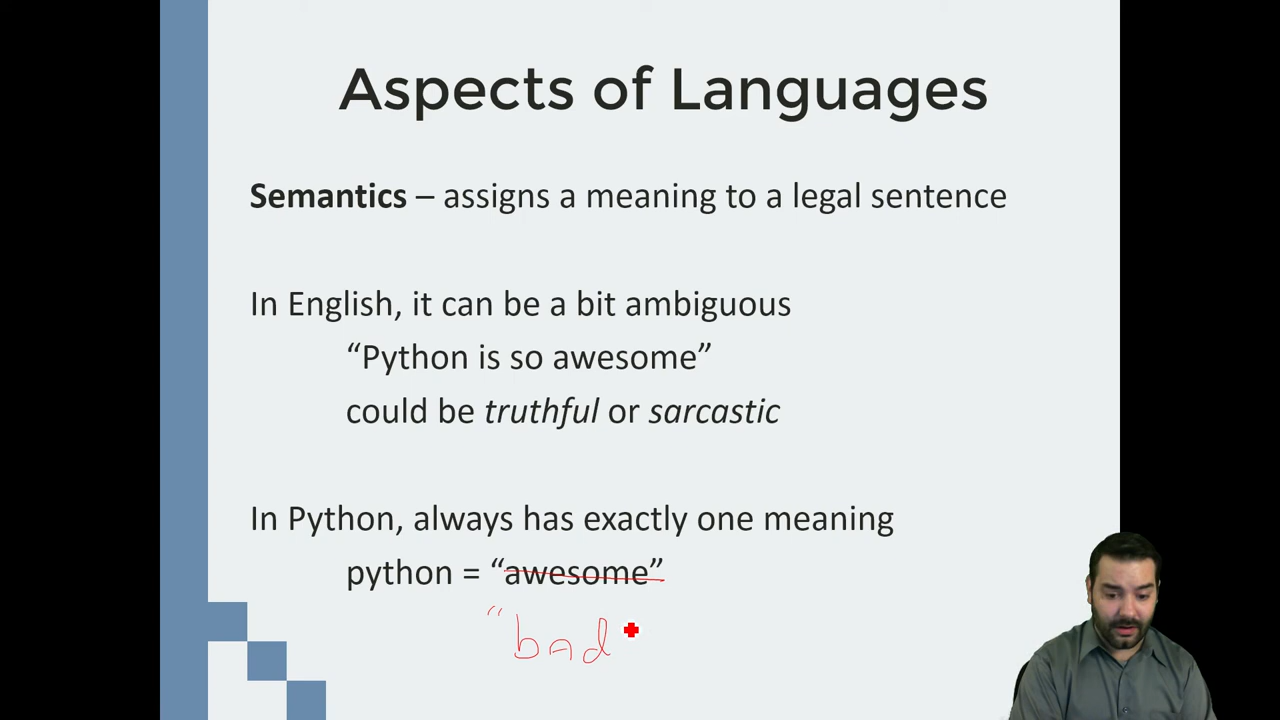 Aspects of Languages
Semantics – assigns a meaning to a legal sentence
In English, it can be a bit ambiguous
“Python is so awesome”
could be truthful or sarcastic
In Python, always has exactly one meaning
python = “awesome”
“bad